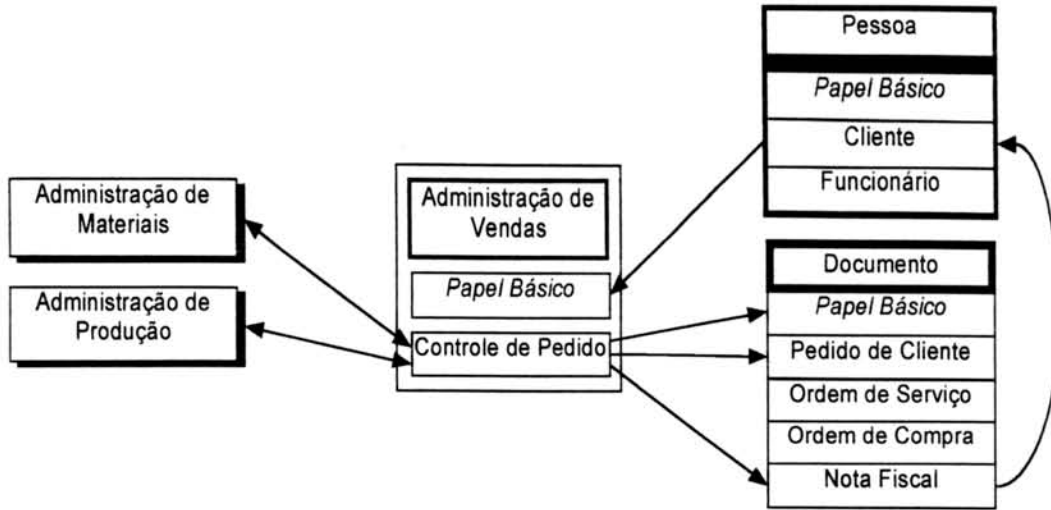 Administração de
Materiais
Administração de
Produção
Administração de
Vendas
Papel Básico
Controle de Pedido
Pessoa
Papel Básico
Cliente
Funcionário
Documento
Papel Básico
Pedido de Cliente
Ordem de Serviço
Ordem de Compra
Nota Fiscal